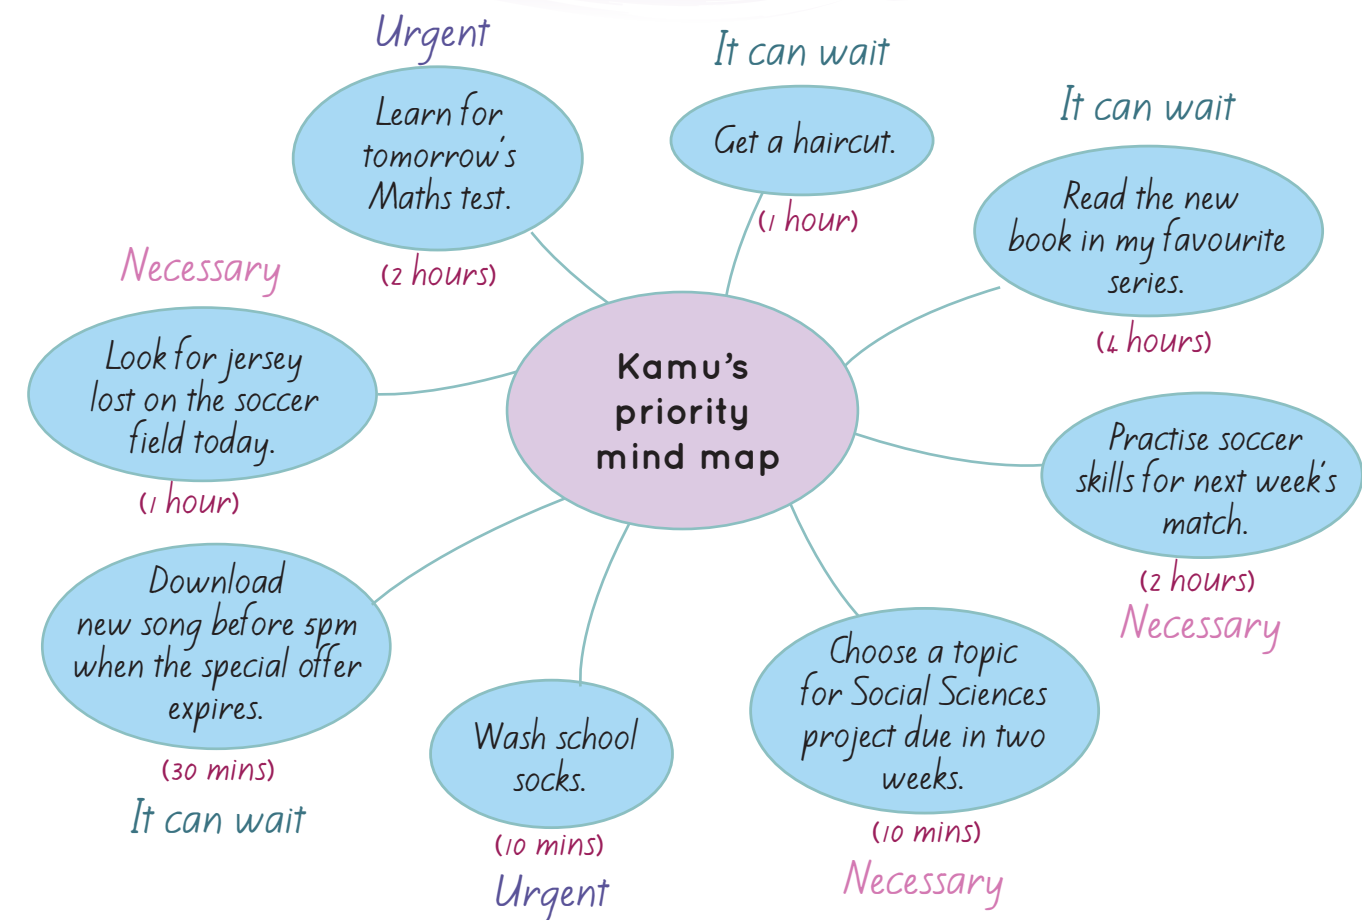 Kamu's
priority
mind map
Urgent
Learn for
tomorrow's
Maths test.
(2 hours)
It can wait
Get a haircut.
(1 hour)
It can wait
Read the new
book in my favourite
series.
(4 hours)
Practise soccer
skills for next week's
match.
(2 hours)
Necessary
Choose a topic
for Social Sciences
project due in two
weeks.
(10 mins)
Necessary
Wash school
socks.
(10 mins)
Urgent
Download
new song before 5pm
when the special offer
expires.
(30 mins)
It can wait
Necessary
Look for jersey
lost on the soccer
field today.
(1 hour)